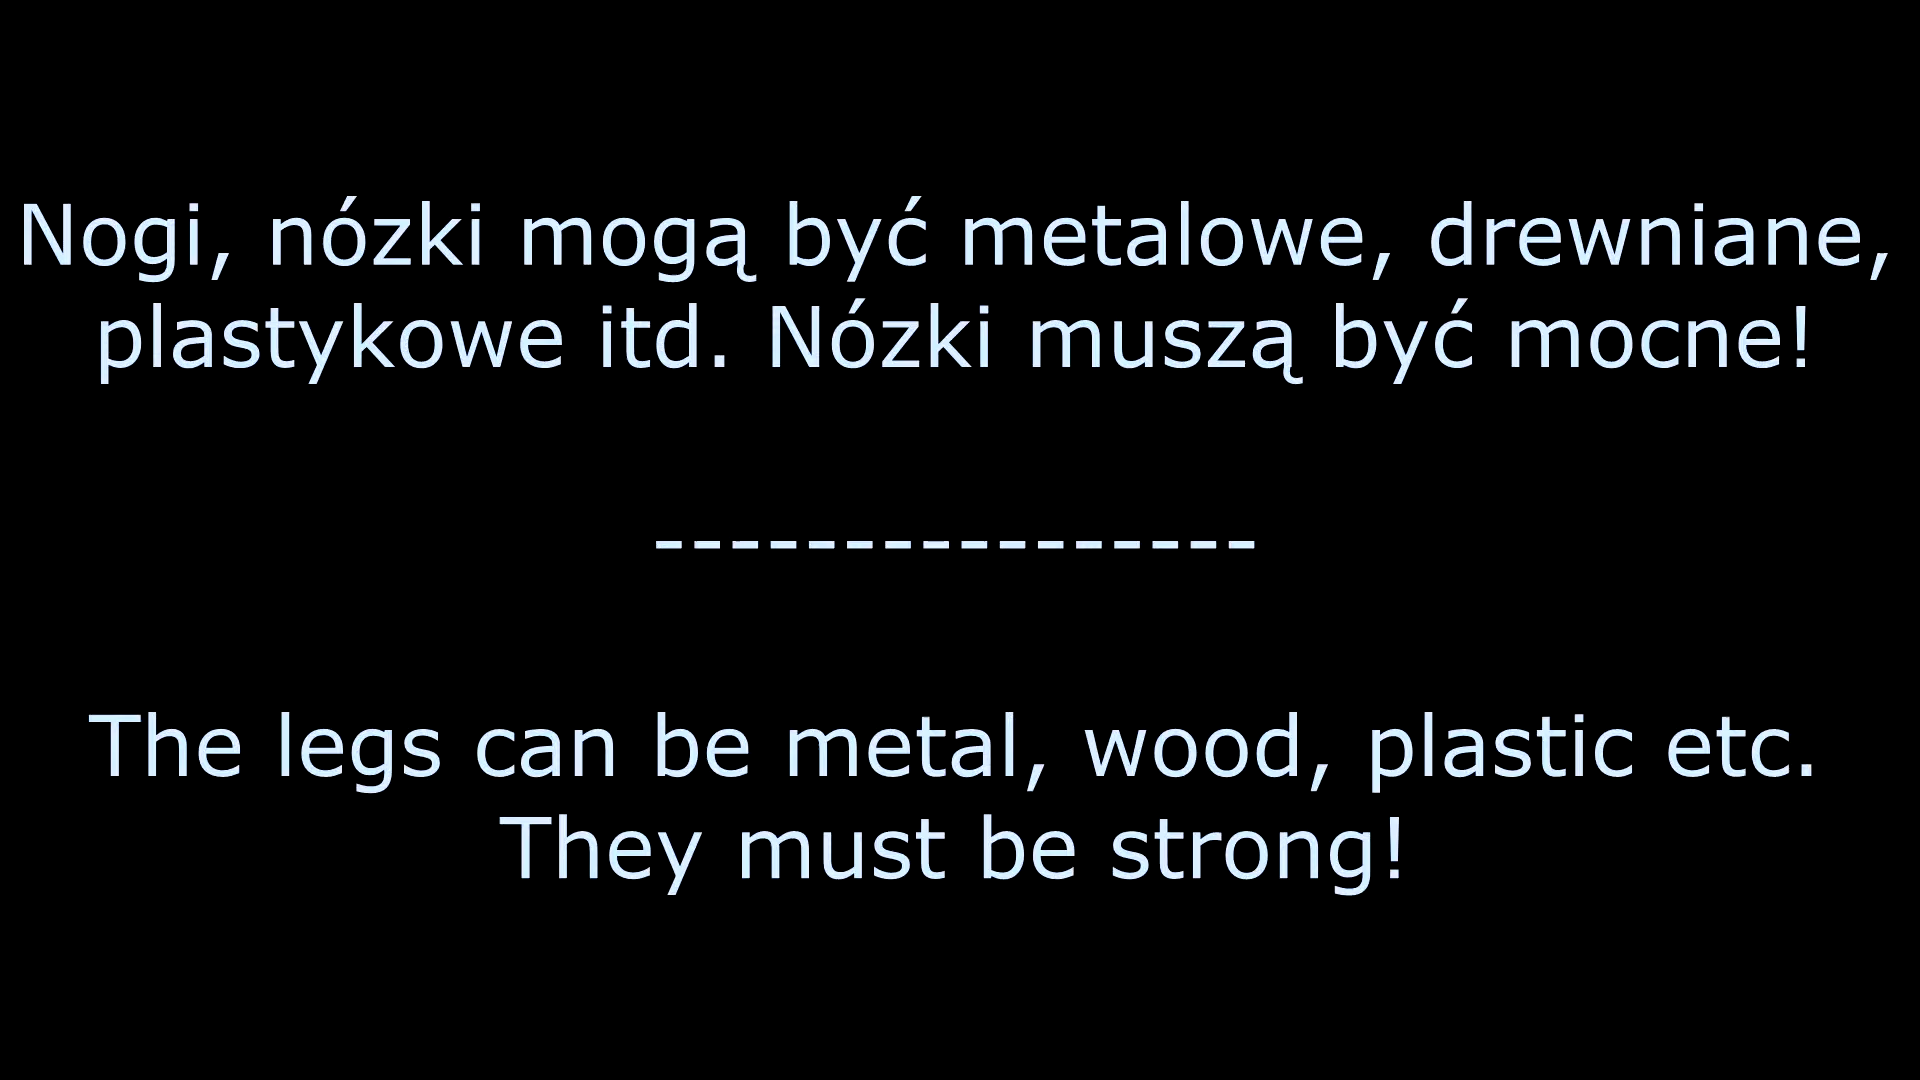 Nogi, nózki mogą być metalowe, drewniane,
plastykowe itd. Nózki muszą być mocne!
----------------
The legs can be metal, wood, plastic etc.
They must be strong!